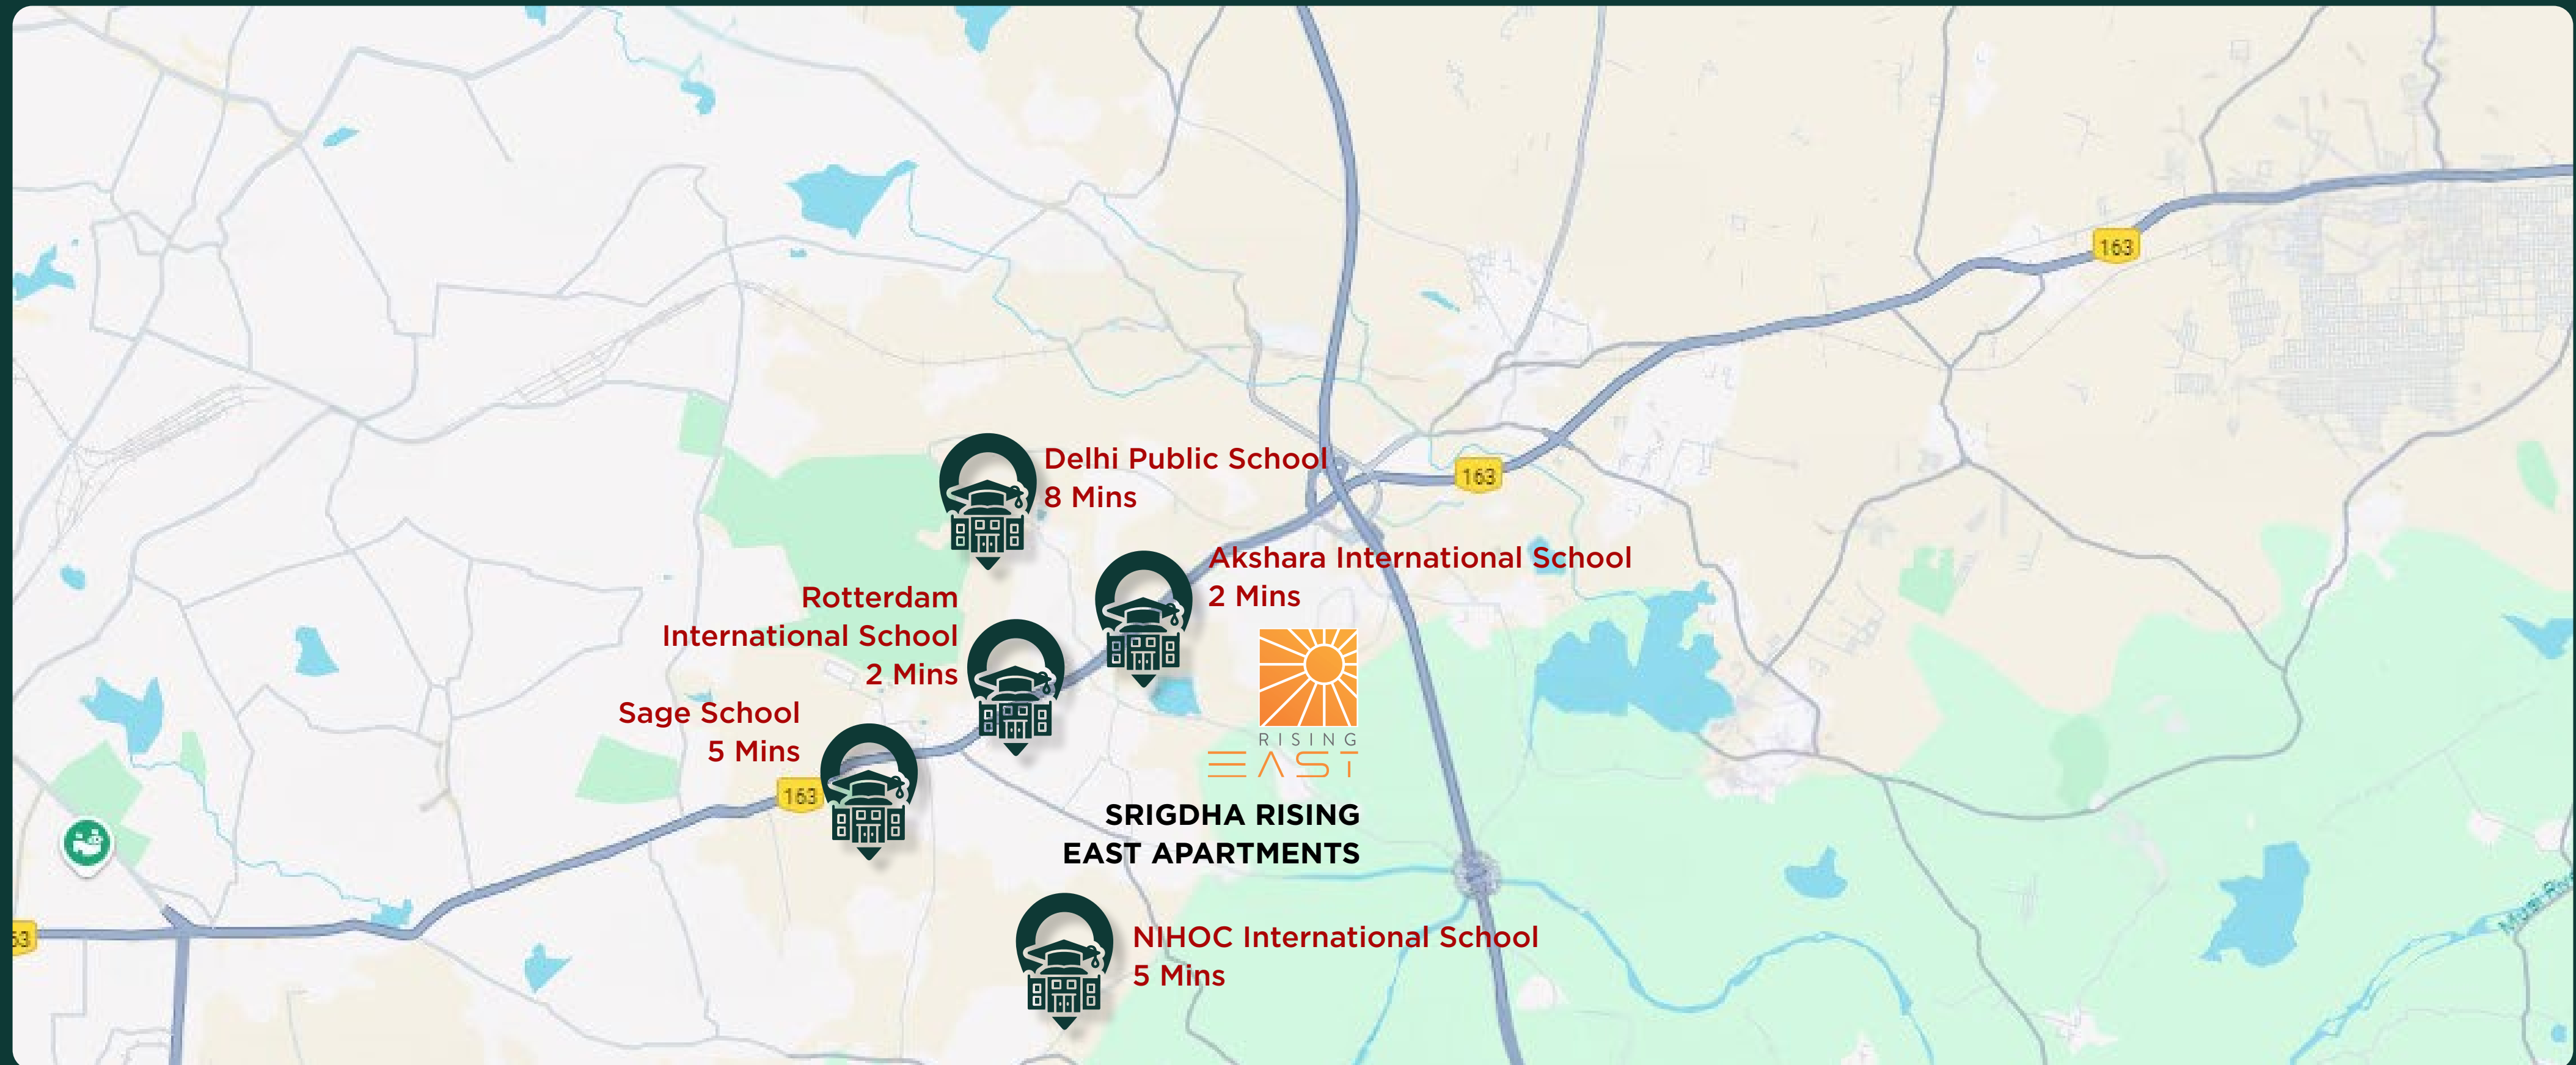 163
Delhi Public School
8 Mins
163
Akshara International School
2 Mins
Rotterdam
International School
2 Mins
RISING
EAST
Sage School
5 Mins
163
SRIGDHA RISING
EAST APARTMENTS
63
NIHOC International School
5 Mins